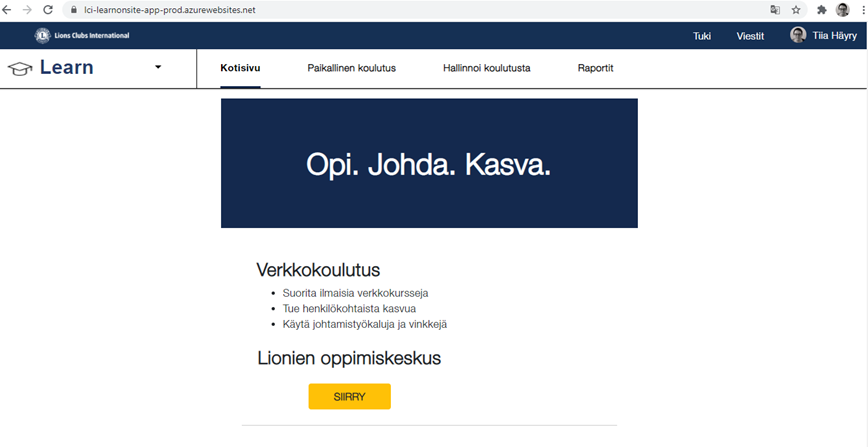 lci-learnonsite-app-prod.azurewebsites.net
Lions Clubs International
Tuki
Viestit
Tiia Häyry
Learn
Kotisivu
Paikallinen koulutus
Hallinnoi koulutusta
Raportit
Opi. Johda. Kasva.
Verkkokoulutus
• Suorita ilmaisia verkkokursseja
• Tue henkilökohtaista kasvua
• Käytä johtamistyökaluja ja vinkkejä
Lionien oppimiskeskus
SIIRRY